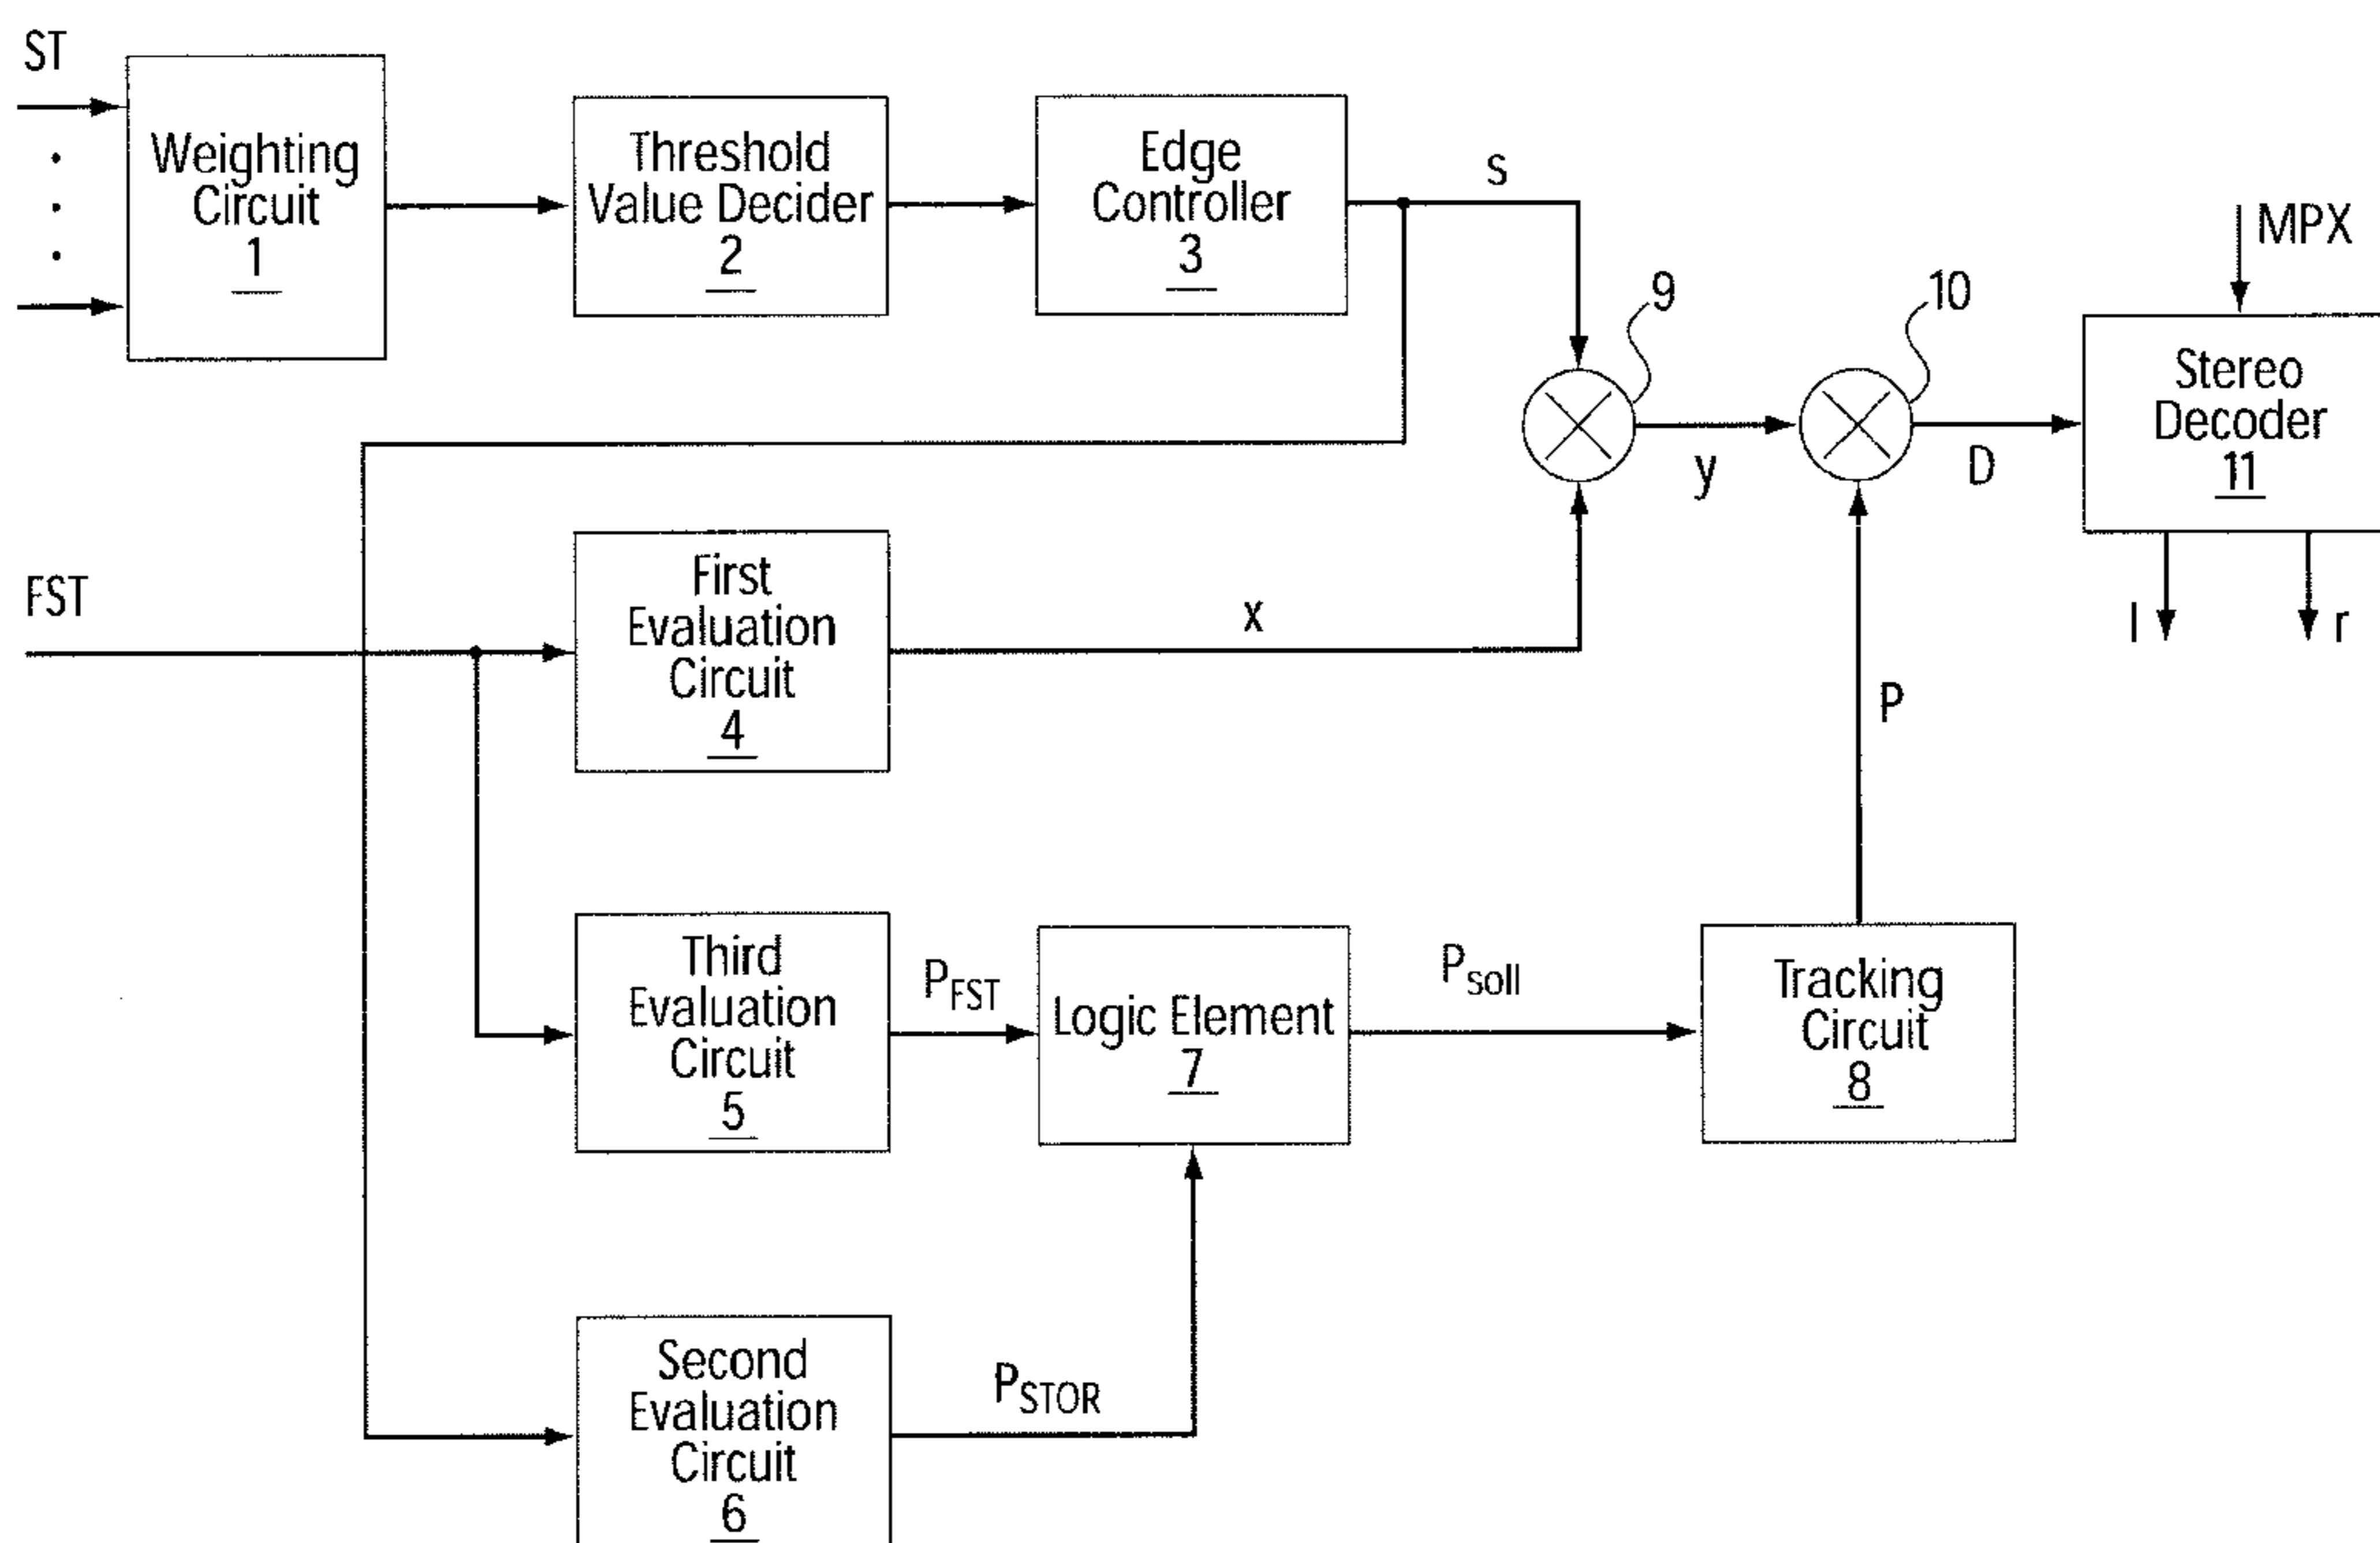 ST
Weighting
Circuit
1
Threshold
Value Decider
2
Edge
Controller
3
s
MPX
9
10
Stereo
Decoder
11
y
D
l
r
FST
First
Evaluation
Circuit
4
x
P
Third
Evaluation
Circuit
5
PFST
Logic Element
7
Psoll
Tracking
Circuit
8
Second
Evaluation
Circuit
6
PSTOR